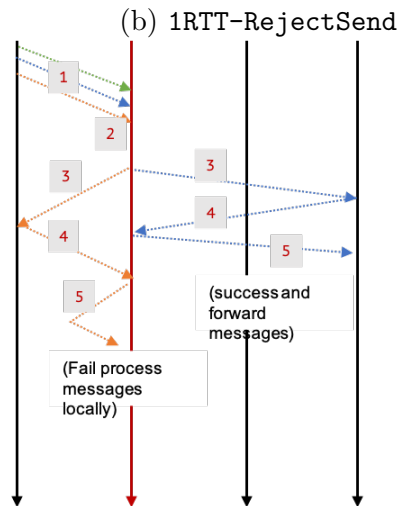 (b) 1RTT-RejectSend
1
2
3
3
4
4
5
5
(success and
forward
messages)
(Fail process
messages
locally)